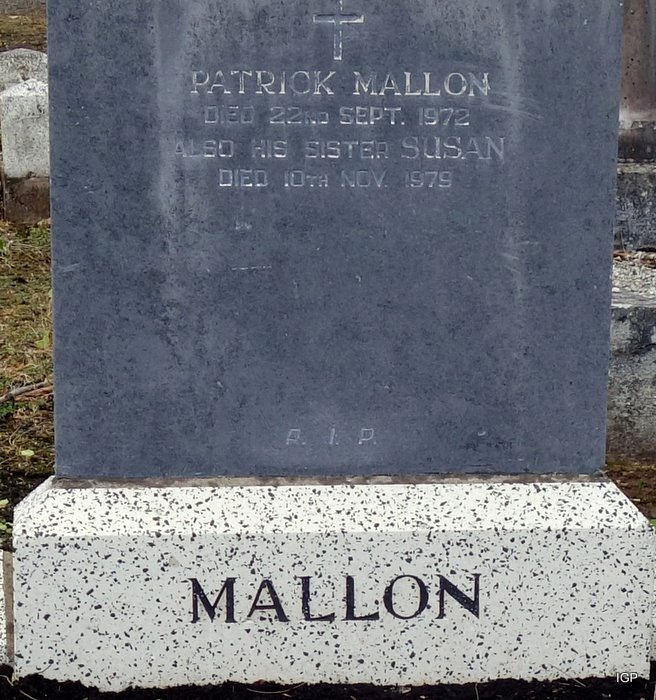 PATRICK MALLON
DIED 22ND SEPT. 1972
ALSO HIS SISTER SUSAN
DIED 10TH NOV. 1979
R. I. P.
MALLON
IGP